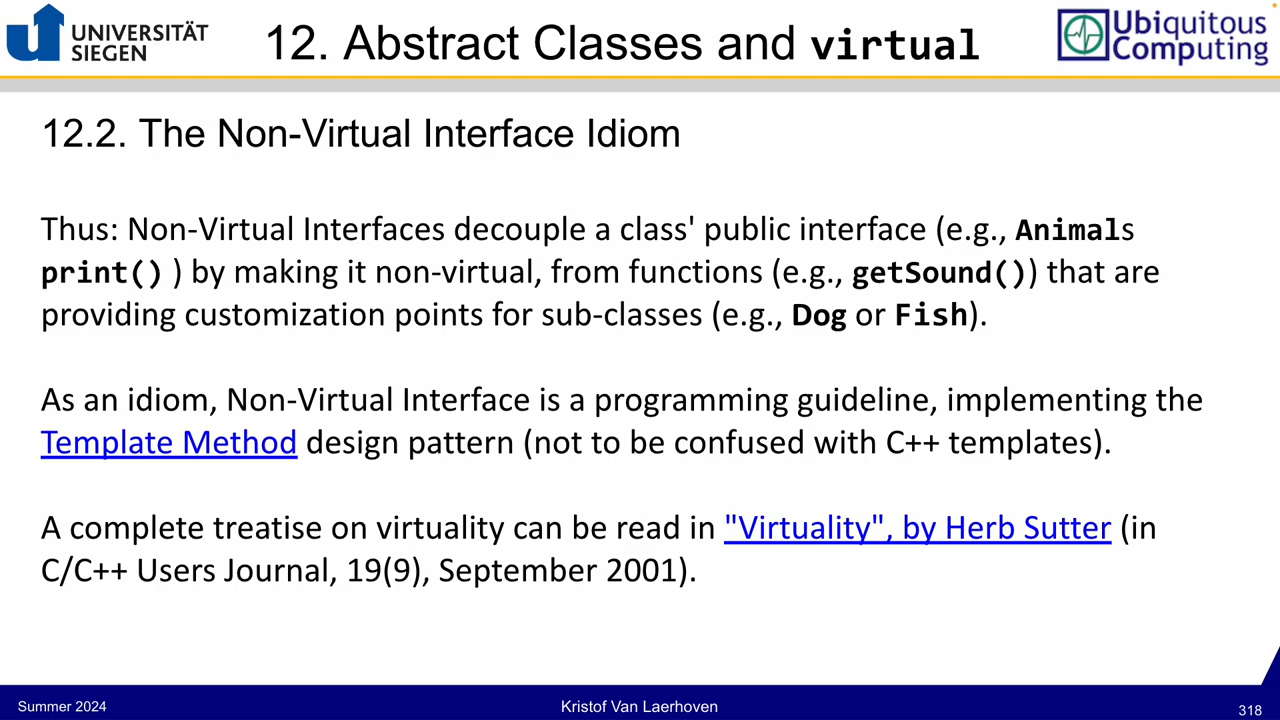 UNIVERSITÄT
SIEGEN
12. Abstract Classes and virtual
Ubiquitous
Computing
12.2. The Non-Virtual Interface Idiom
Thus: Non-Virtual Interfaces decouple a class' public interface (e.g., Animals
print() ) by making it non-virtual, from functions (e.g., getSound()) that are
providing customization points for sub-classes (e.g., Dog or Fish).
As an idiom, Non-Virtual Interface is a programming guideline, implementing the
Template Method design pattern (not to be confused with C++ templates).
A complete treatise on virtuality can be read in "Virtuality", by Herb Sutter (in
C/C++ Users Journal, 19(9), September 2001).
Summer 2024
Kristof Van Laerhoven
318